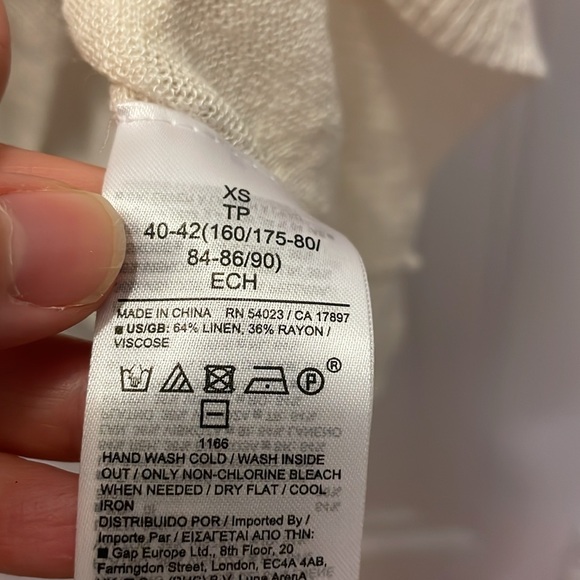 XS
TP
40-42(160/175-80/
84-86/90)
ECH
MADE IN CHINA RN 54023 / CA 17897
■ US/GB: 64% LINEN, 36% RAYON /
VISCOSE
P ®
1166
HAND WASH COLD / WASH INSIDE
OUT / ONLY NON-CHLORINE BLEACH
WHEN NEEDED / DRY FLAT / COOL
IRON
DISTRIBUIDO POR / Imported By /
Importe Par / ΕΙΣΑΓΕΤΑΙ ΑΠΟ ΤΗΝ:
■ Gap Europe Ltd., 8th Floor, 20
Farringdon Street, London, EC4A 4AB,